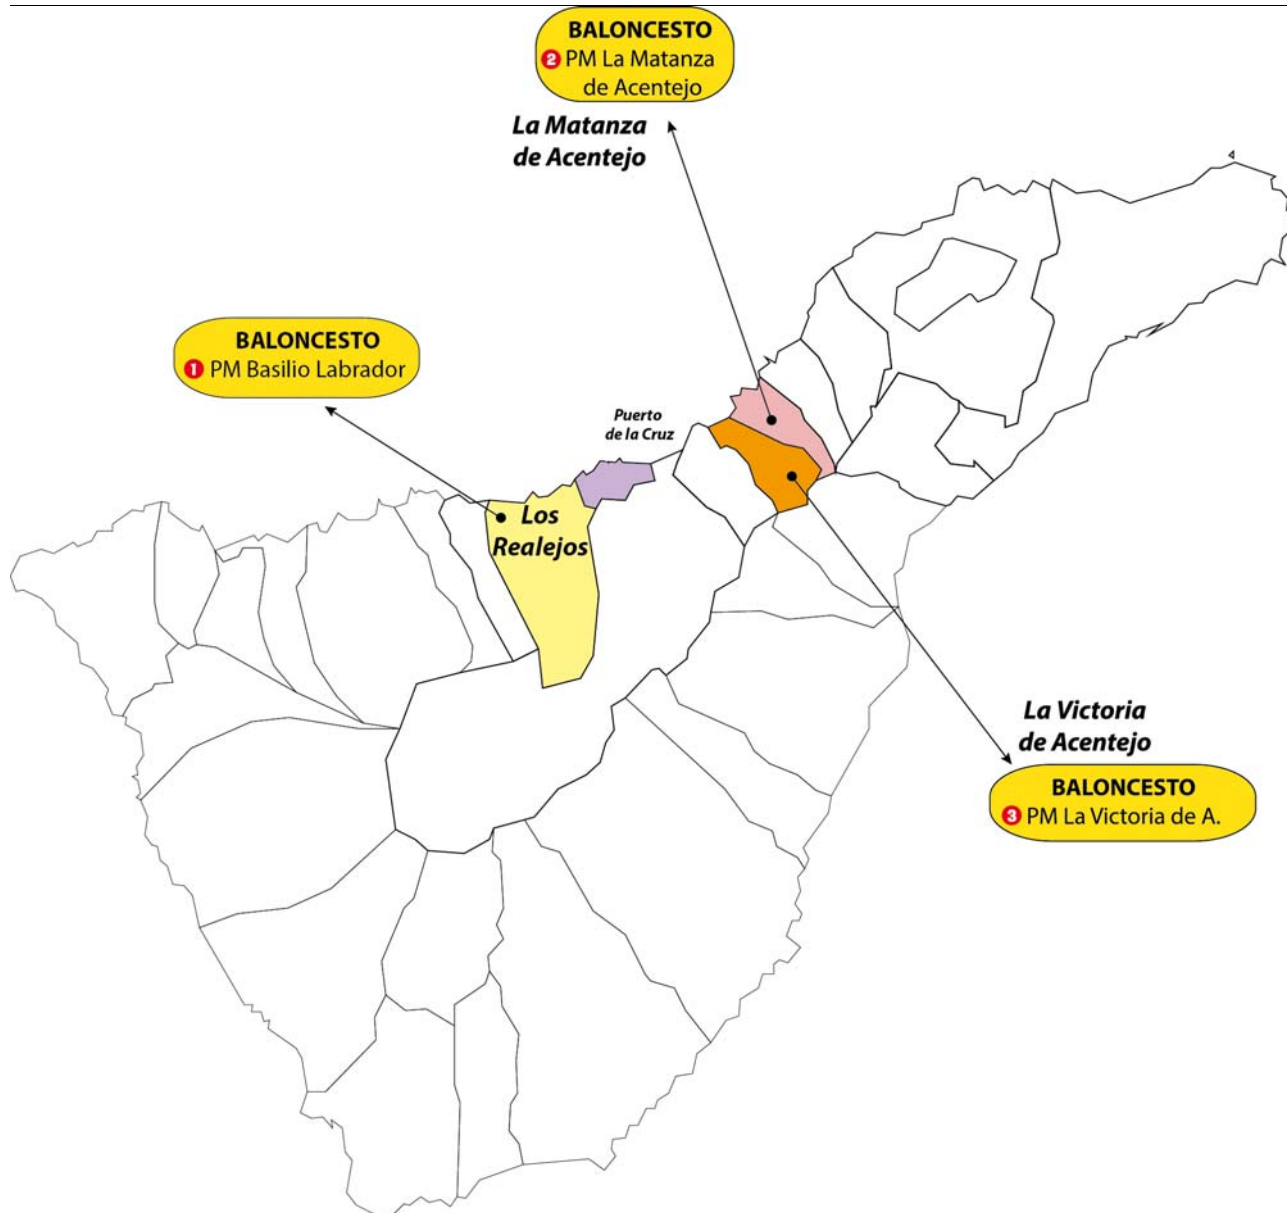 BALONCESTO
2 PM La Matanza
de Acentejo
La Matanza
de Acentejo
BALONCESTO
1 PM Basilio Labrador
Puerto
de la Cruz
Los
Realejos
La Victoria
de Acentejo
BALONCESTO
3 PM La Victoria de A.